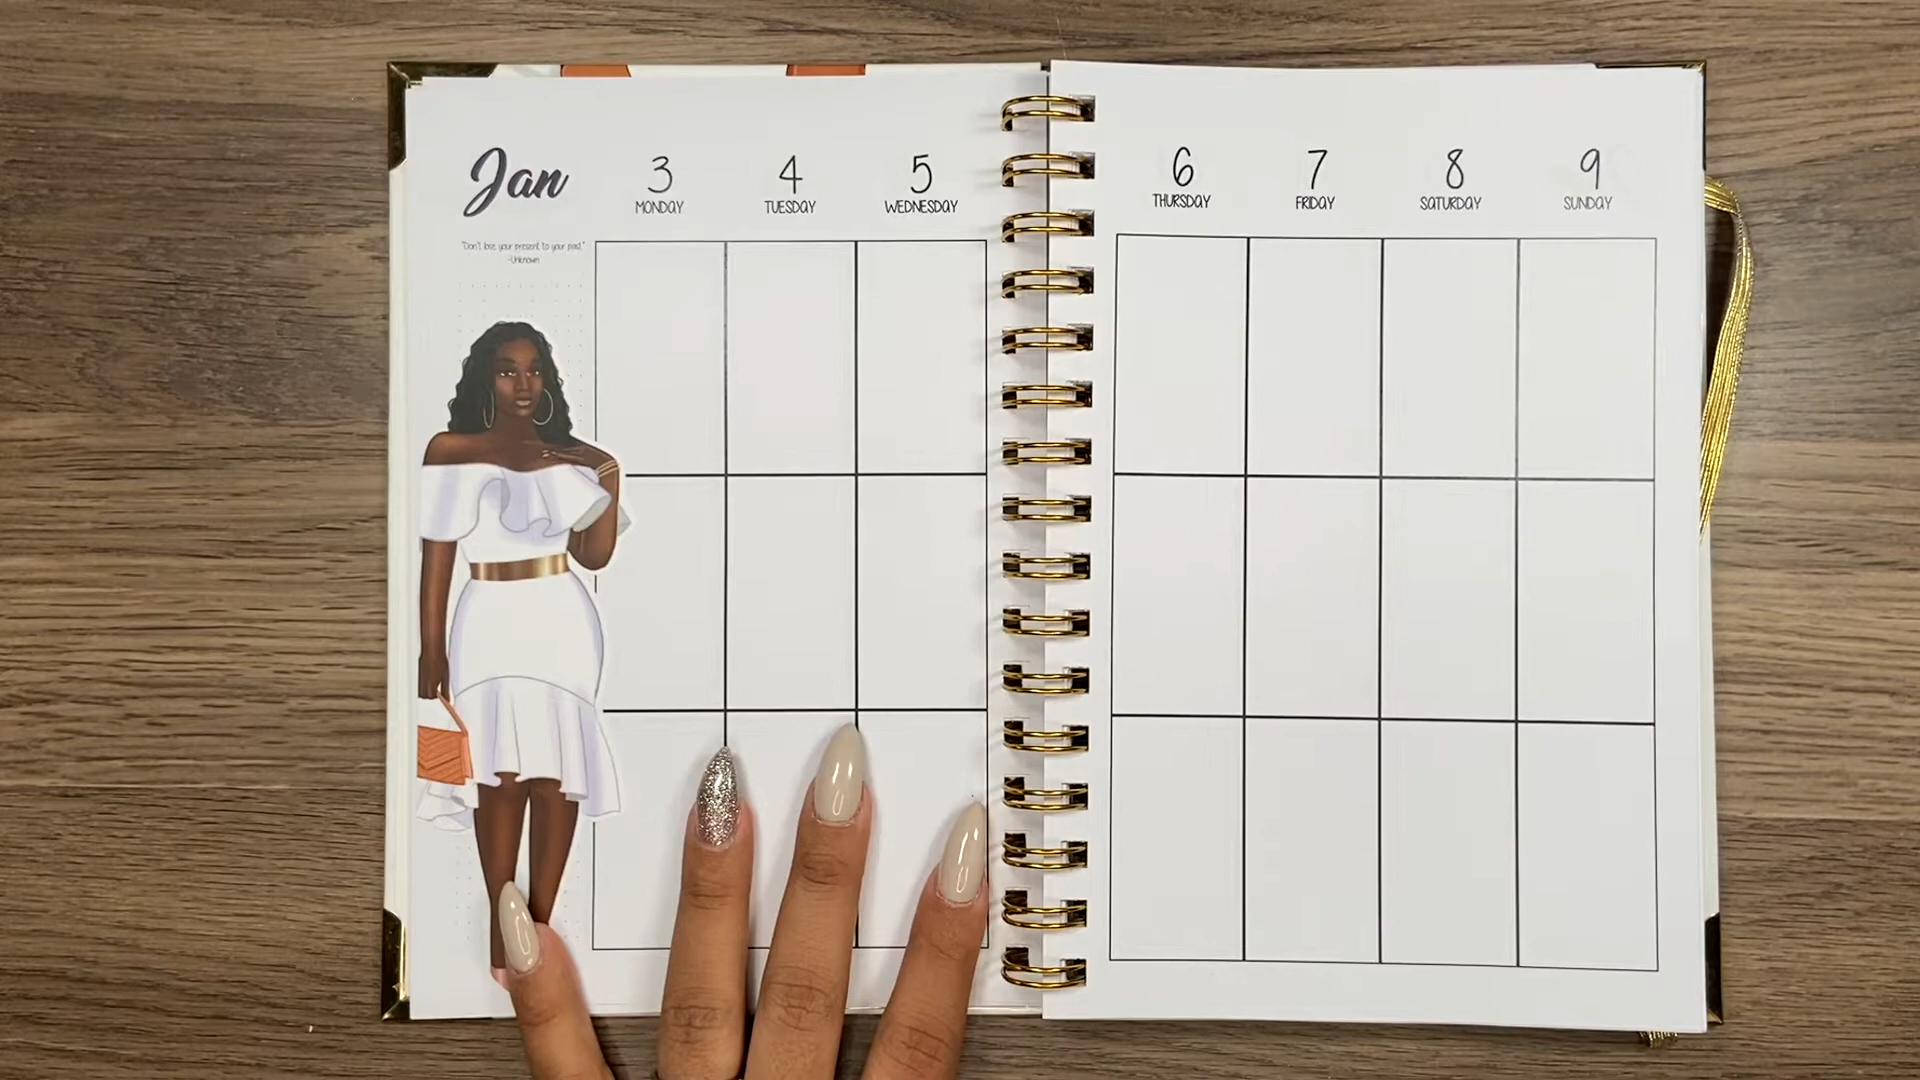 Jan
3
MONDAY
4
TUESDAY
5
WEDNESDAY
"Don't lose your present to your past."
-Unknown
6
THURSDAY
7
FRIDAY
8
SATURDAY
9
SUNDAY